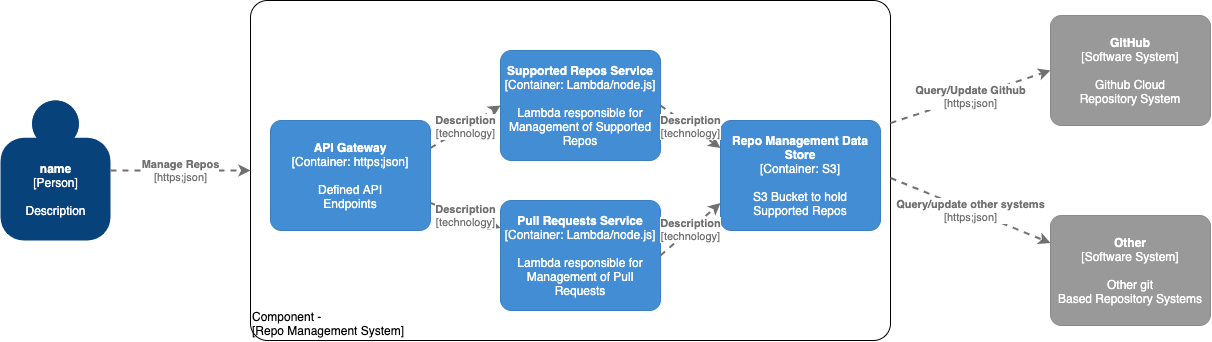 name
[Person]
Description
Manage Repos
[https;json]
API Gateway
[Container: https;json]
Defined API
Endpoints
Description
[technology]
Description
[technology]
Supported Repos Service
[Container: Lambda/node.js]
Lambda responsible for
Management of Supported
Repos
Pull Requests Service
[Container: Lambda/node.js]
Lambda responsible for
Management of Pull
Requests
Description
[technology]
Description
[technology]
Repo Management Data
Store
[Container: S3]
S3 Bucket to hold
Supported Repos
Component -
[Repo Management System]
Query/Update Github
[https;json]
Query/update other systems
[https;json]
GitHub
[Software System]
Github Cloud
Repository System
Other
[Software System]
Other git
Based Repository Systems